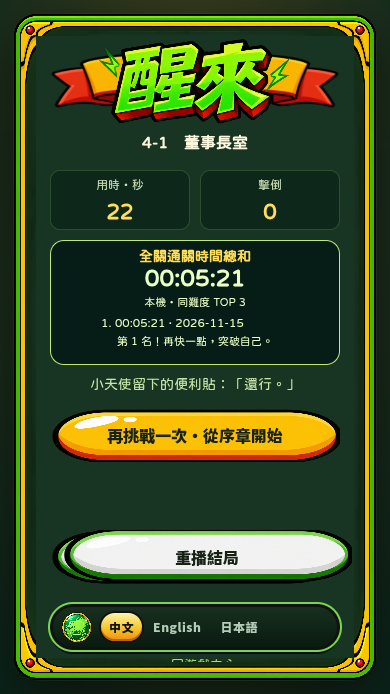 醒來
4-1 董事長室
用時・秒
擊倒
22
0
全關通關時間總和
00:05:21
本機・同難度 TOP 3
1. 00:05:21 · 2026-11-15
第 1 名！再快一點，突破自己。
小天使留下的便利貼：「還行。」
再挑戰一次・從序章開始
重播結局
中文 English 日本語